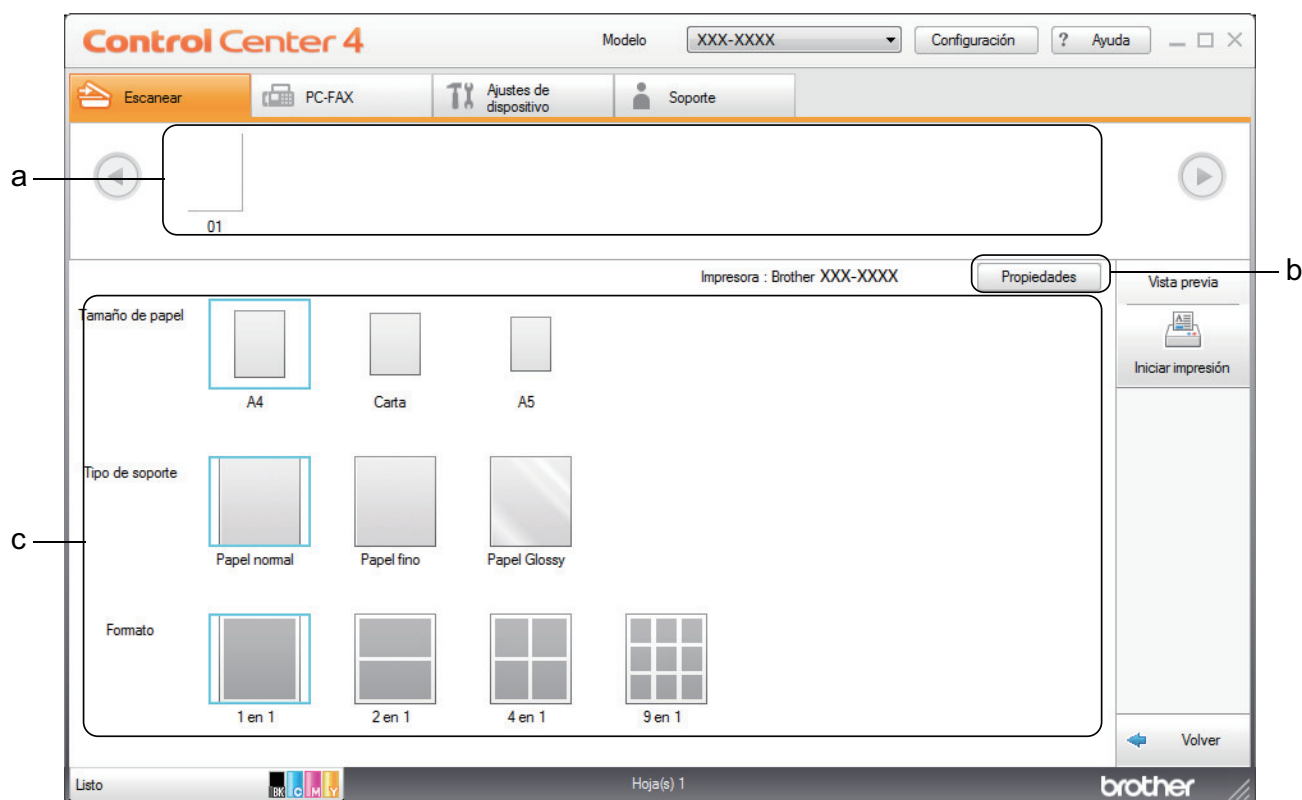 Control Center 4
Modelo XXX-XXXX Configuración ? Ayuda
Escanear PC-FAX Ajustes de dispositivo Soporte
a
01
Impresora : Brother XXX-XXXX Propiedades
b
Vista previa
Iniciar impresión
c
Tamaño de papel
A4 Carta A5
Tipo de soporte
Papel normal Papel fino Papel Glossy
Formato
1 en 1 2 en 1 4 en 1 9 en 1
Volver
Listo BK C M Y Hoja(s) 1 brother